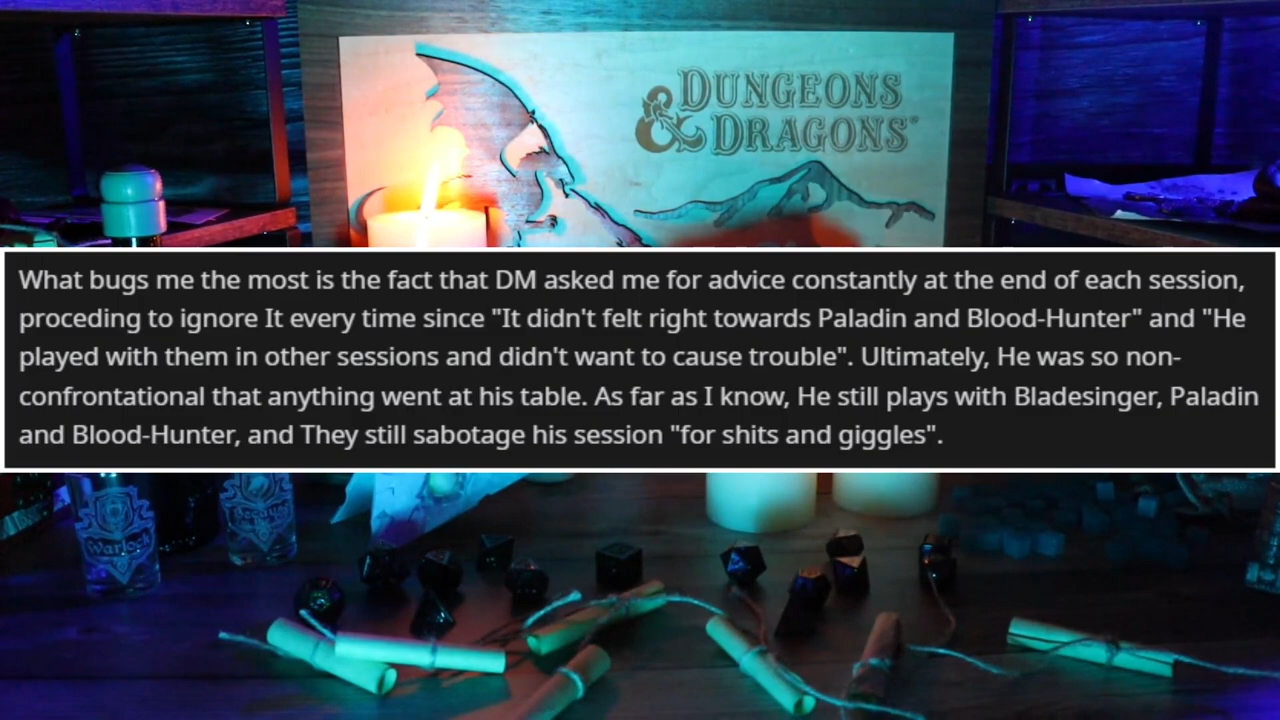 DUNGEONS
& DRAGONS
What bugs me the most is the fact that DM asked me for advice constantly at the end of each session,
proceding to ignore It every time since "It didn't felt right towards Paladin and Blood-Hunter" and "He
played with them in other sessions and didn't want to cause trouble". Ultimately, He was so non-
confrontational that anything went at his table. As far as I know, He still plays with Bladesinger, Paladin
and Blood-Hunter, and They still sabotage his session "for shits and giggles".
Warlock